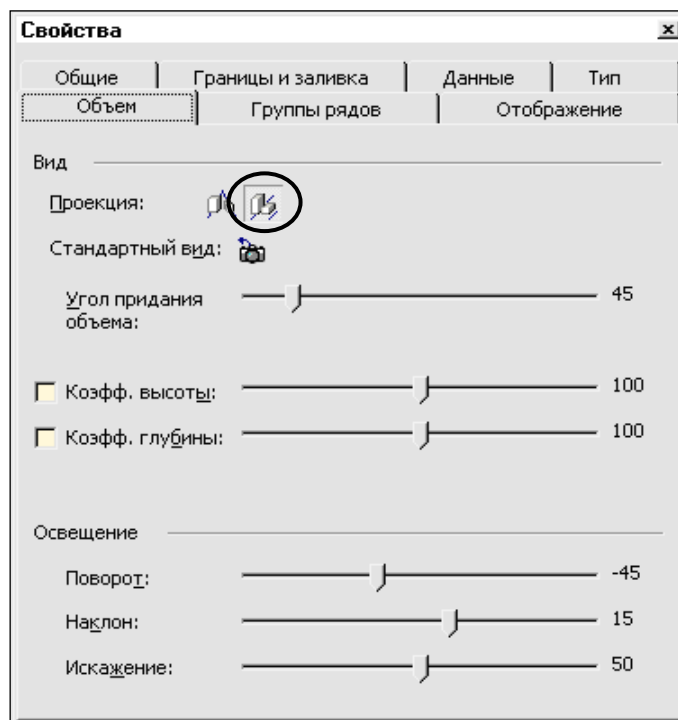 Свойства
Общие Границы и заливка Данные Тип
Объем Группы рядов Отображение
Вид
Проекция:
Стандартный вид:
Угол придания 45
объема:
Коэфф. высоты: 100
Коэфф. глубины: 100
Освещение
Поворот: -45
Наклон: 15
Искажение: 50